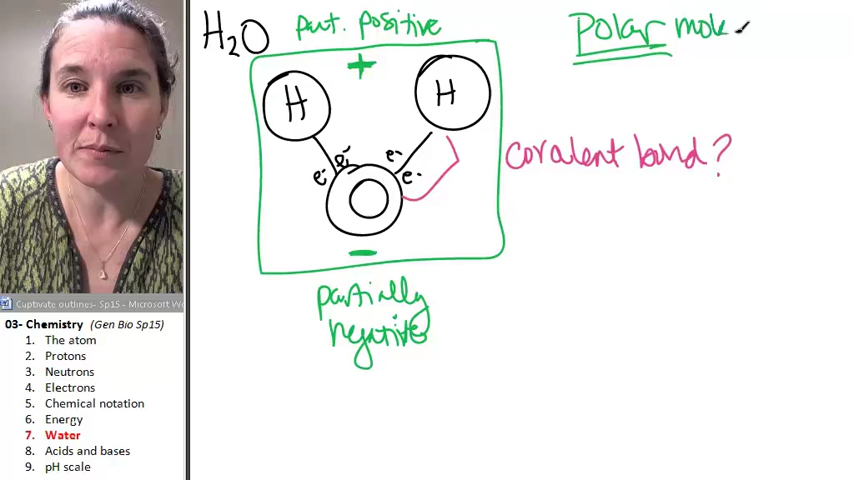 H₂O
part. positive
+
H
H
e⁻
e⁻
e⁻
e⁻
O
−
partially
negative
covalent bond?
Polar mole
Captivate outlines- Sp15 - Microsoft Wo
03- Chemistry (Gen Bio Sp15)
1. The atom
2. Protons
3. Neutrons
4. Electrons
5. Chemical notation
6. Energy
7. Water
8. Acids and bases
9. pH scale